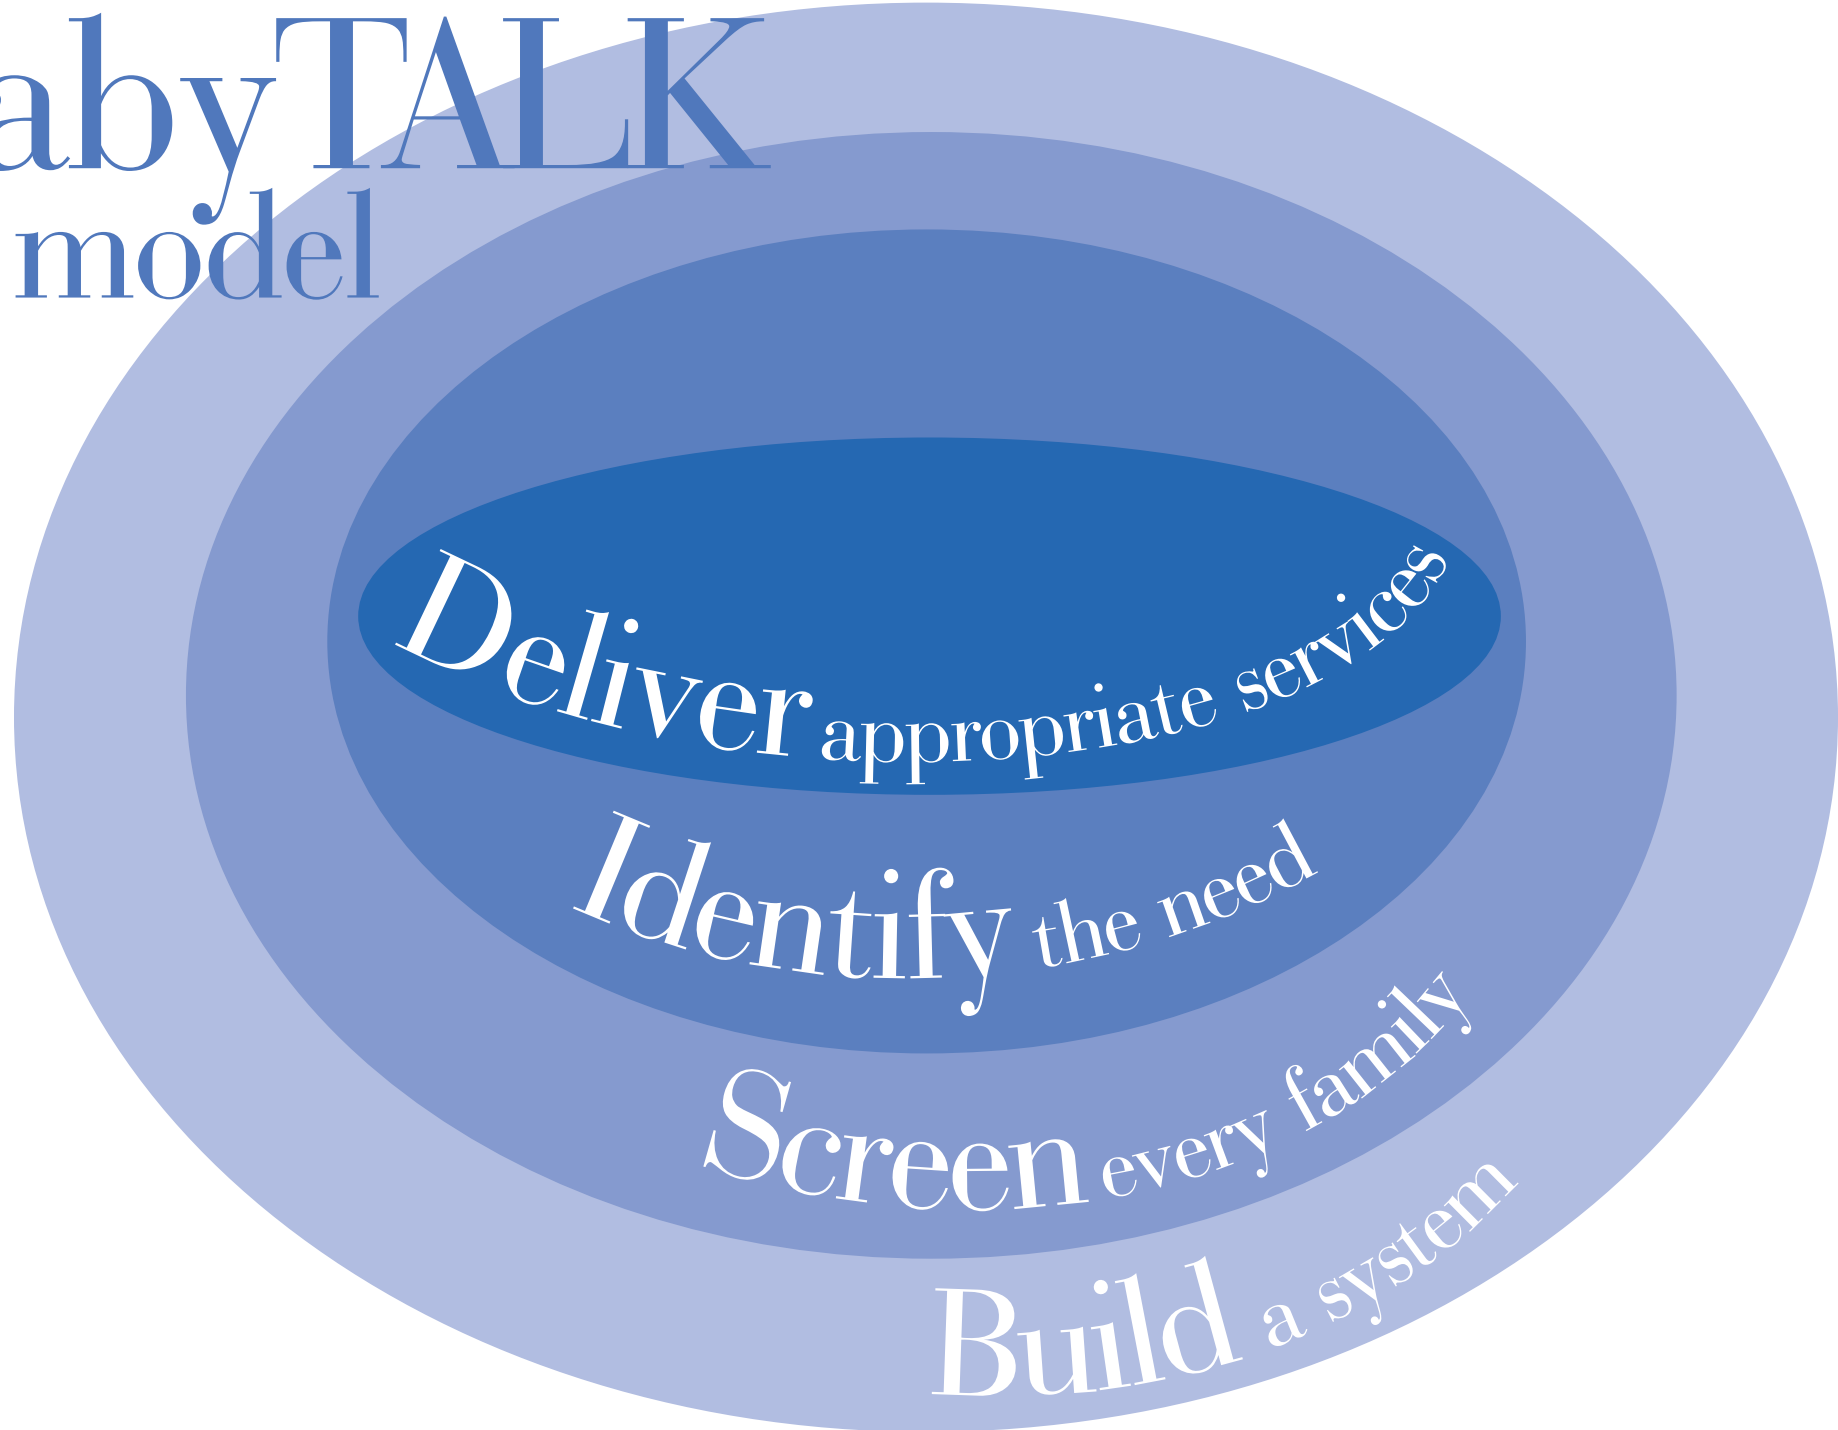 abyTALK
model
Deliver appropriate services
Identify the need
Screen every family
Build a system